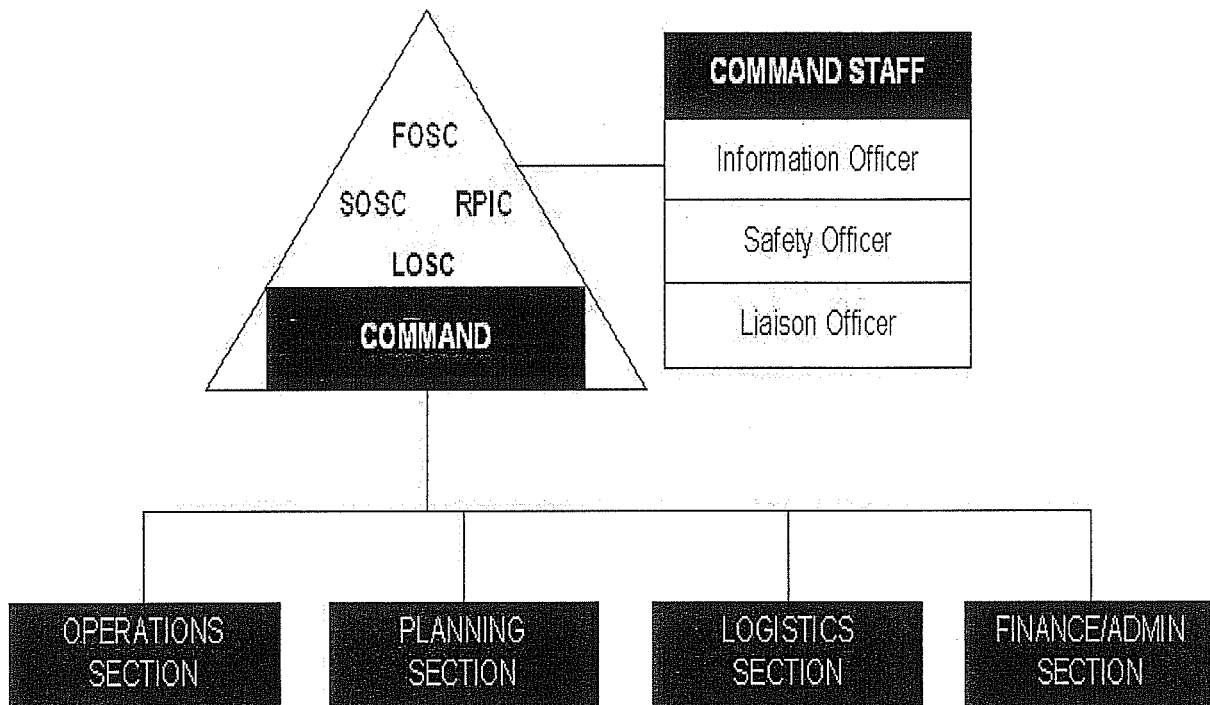 FOSC
SOSC RPIC
LOSC
COMMAND
COMMAND STAFF
Information Officer
Safety Officer
Liaison Officer
OPERATIONS
SECTION
PLANNING
SECTION
LOGISTICS
SECTION
FINANCE/ADMIN
SECTION